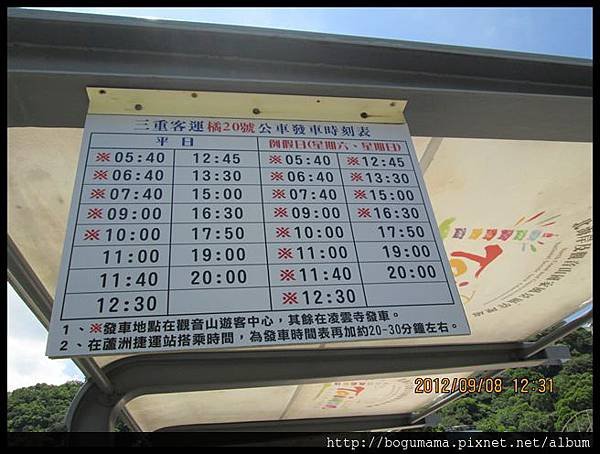 三重客運橘20號公車發車時刻表
平 日 例假日(星期六、星期日)
※05:40 12:45 ※05:40 ※12:45
※06:40 13:30 ※06:40 ※13:30
※07:40 15:00 ※07:40 ※15:00
※09:00 16:30 ※09:00 ※16:30
※10:00 17:50 ※10:00 17:50
11:00 19:00 ※11:00 19:00
11:40 20:00 ※11:40 20:00
12:30 ※12:30
1、※發車地點在觀音山遊客中心，其餘在凌雲寺發車。
2、在蘆洲捷運站搭乘時間，為發車時間表再加約20-30分鐘左右。
2012/09/08 12:31
http://bogumama.pixnet.net/album